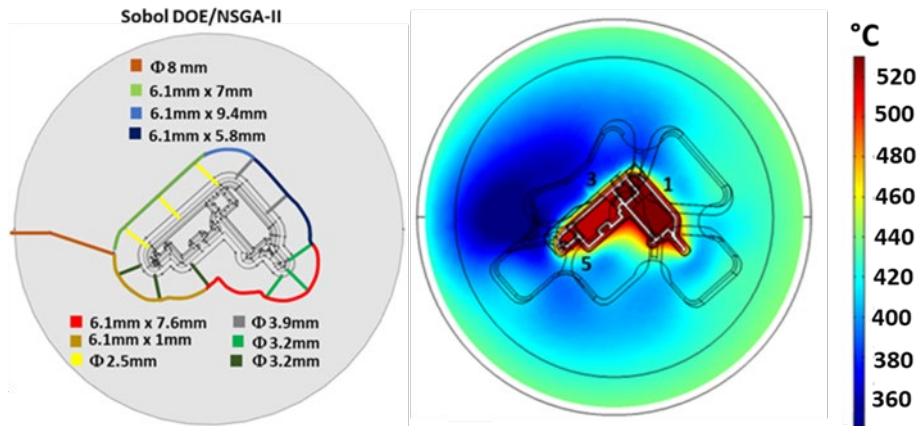 Sobol DOE/NSGA-II
Φ8 mm
6.1mm x 7mm
6.1mm x 9.4mm
6.1mm x 5.8mm
6.1mm x 7.6mm
6.1mm x 1mm
Φ2.5mm
Φ3.9mm
Φ3.2mm
Φ3.2mm
3
1
5
°C
520
500
480
460
440
420
400
380
360